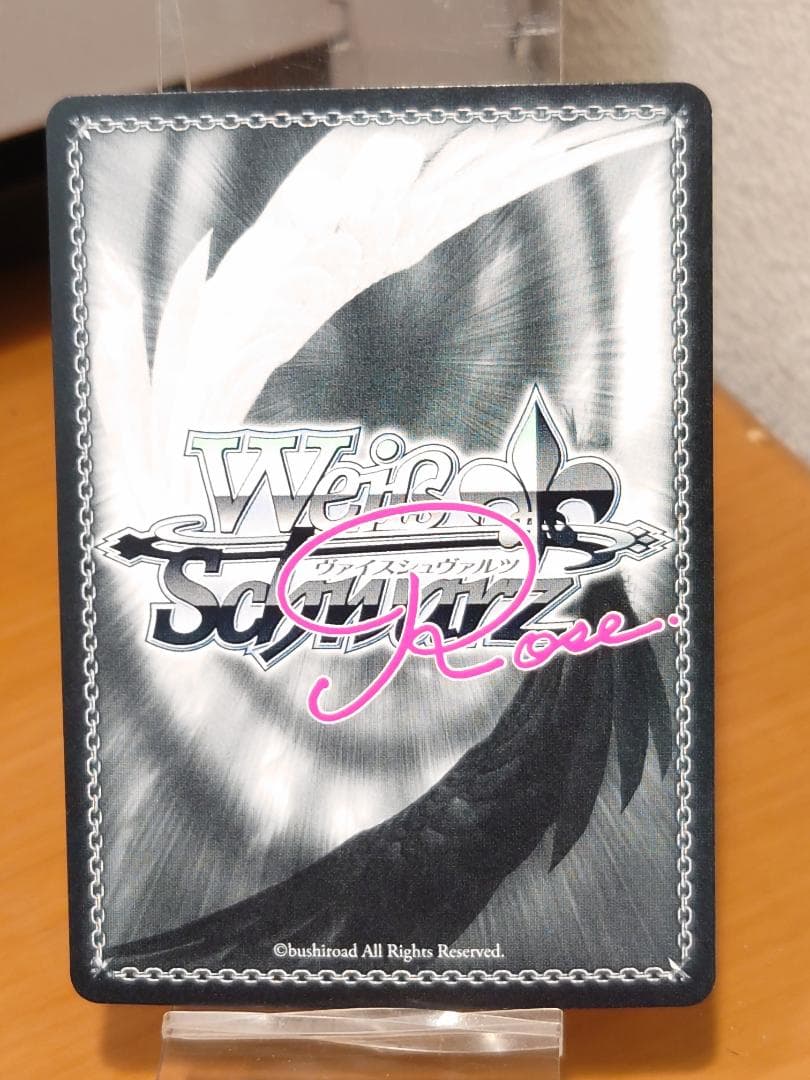 Weiß
ヴァイスシュヴァルツ
Schwarz
Rose.
©bushiroad All Rights Reserved.